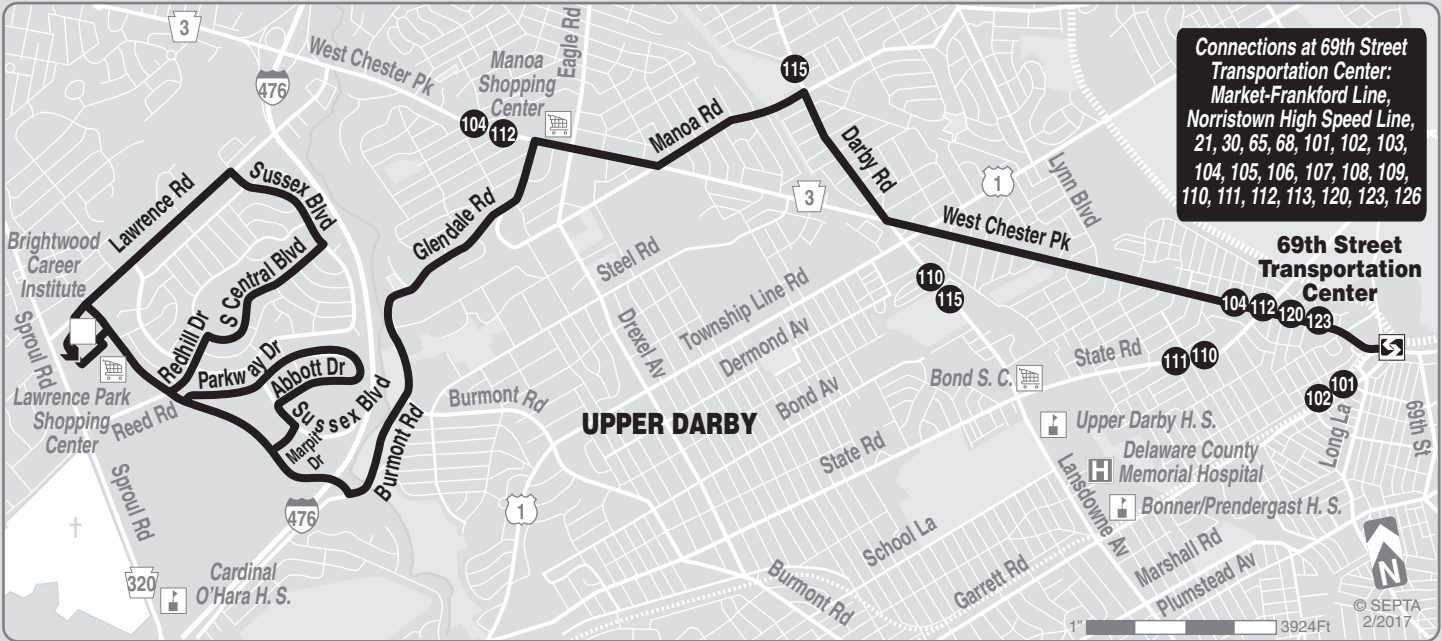 3
476
West Chester Pk
Manoa
Shopping
Center
Eagle Rd
104
112
115
Connections at 69th Street
Transportation Center:
Market-Frankford Line,
Norristown High Speed Line,
21, 30, 65, 68, 101, 102, 103,
104, 105, 106, 107, 108, 109,
110, 111, 112, 113, 120, 123, 126
Manoa Rd
Darby Rd
1
Lynn Blvd
3
West Chester Pk
Lawrence Rd
Sussex Blvd
Glendale Rd
Brightwood
Career
Institute
S Central Blvd
Steel Rd
69th Street
Transportation
Center
110
115
104
112
120
123
Sproul Rd
Redhill Dr
Parkway Dr
Abbott Dr
Sussex Blvd
Marpit's
Dr
Township Line Rd
Drexel Av
Dermond Av
Bond Av
State Rd
111
110
Bond S. C.
102
101
Long La
69th St
Lawrence Park
Shopping
Center
Reed Rd
Burmont Rd
Burmont Rd
UPPER DARBY
State Rd
Upper Darby H. S.
H
Delaware County
Memorial Hospital
Bonner/Prendergast H. S.
Lansdowne Av
Sproul Rd
476
1
School La
Marshall Rd
Garrett Rd
Plumstead Av
Burmont Rd
320
Cardinal
O'Hara H. S.
N
© SEPTA
2/2017
1"
3924Ft